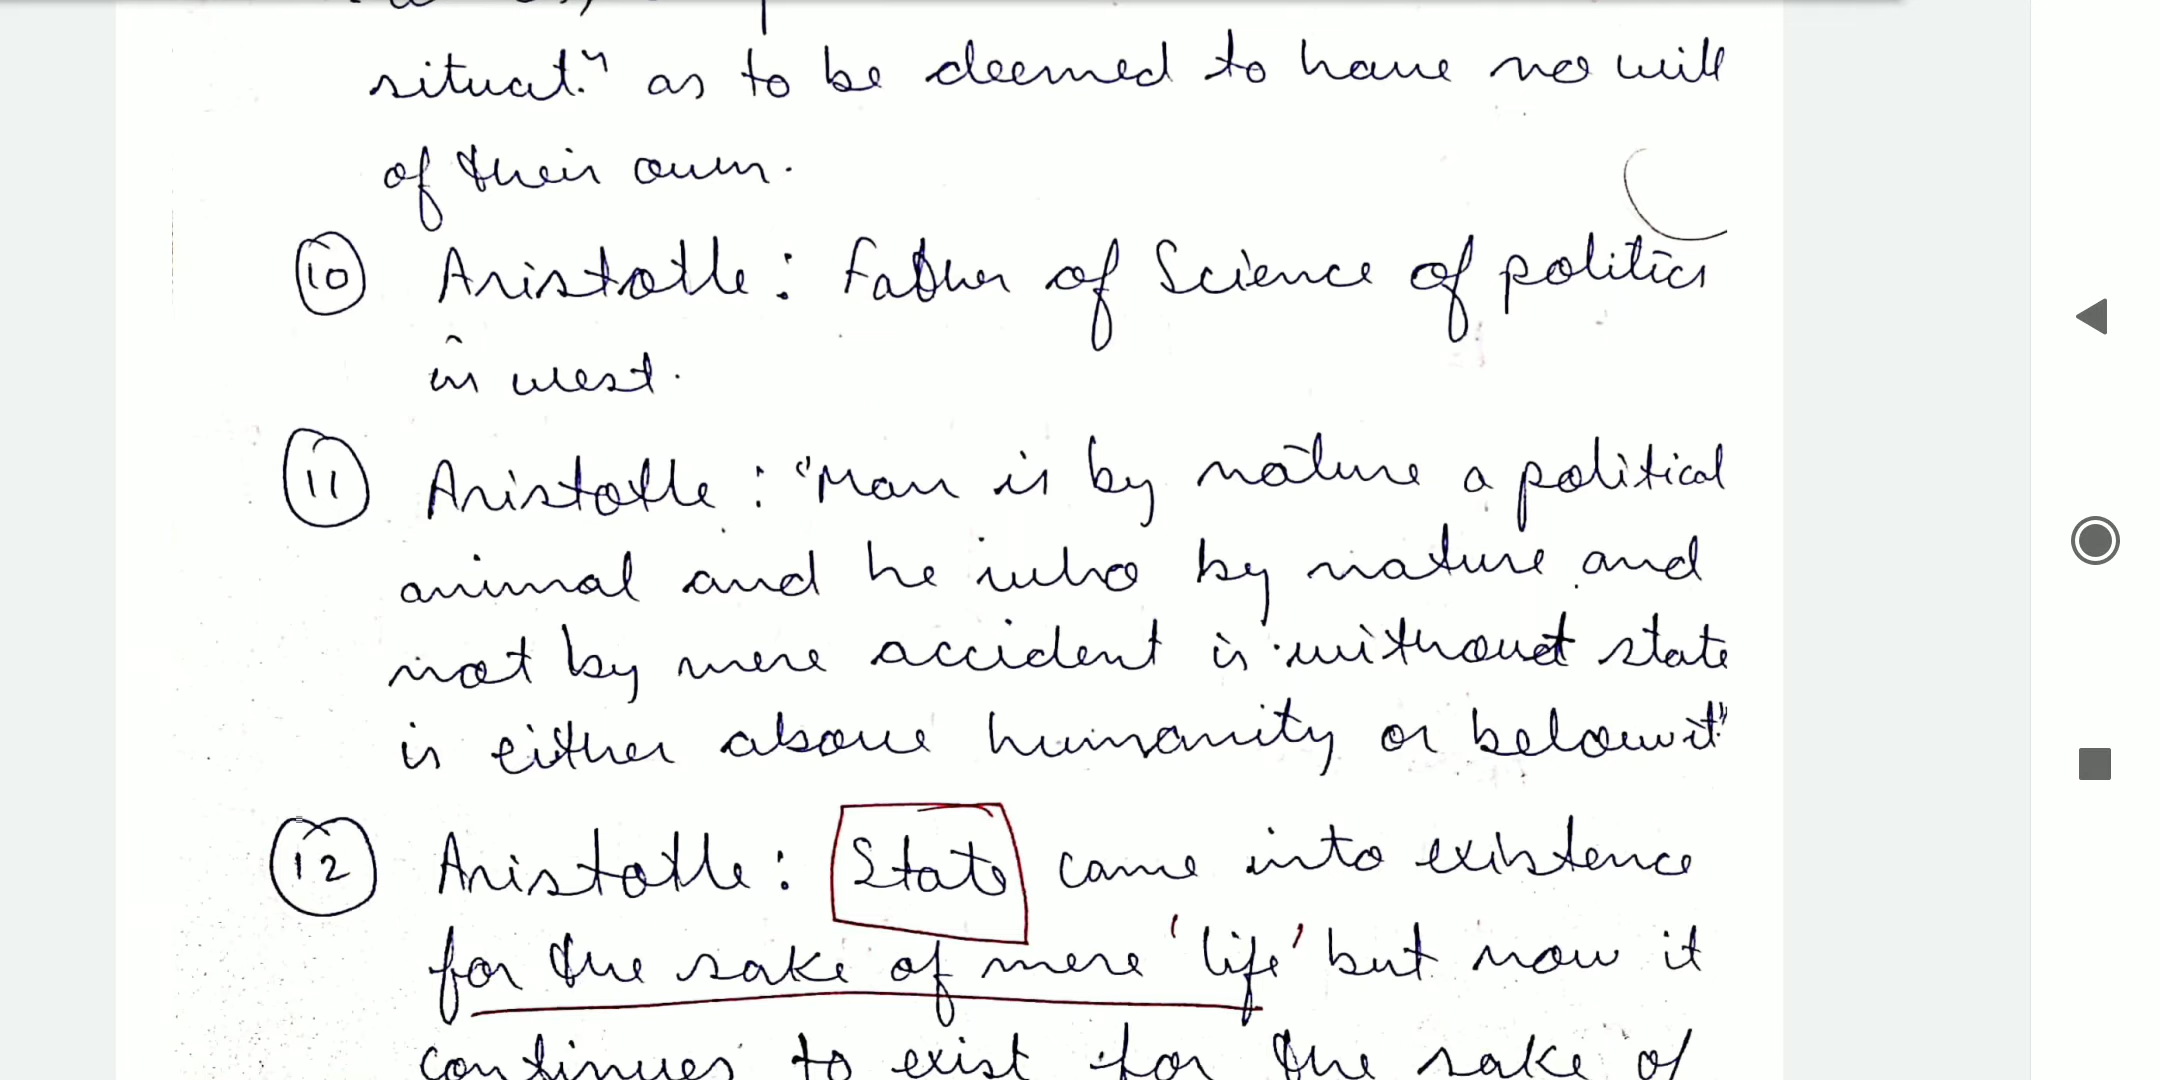 situat.ⁿ as to be deemed to have no will
of their own.
10 Aristotle: Father of Science of politics
in west.
11 Aristotle: "Man is by nature a political
animal and he who by nature and
not by mere accident is without state
is either above humanity or below it"
12 Aristotle: State came into existence
for the sake of mere 'life' but now it
continues to exist for the sake of